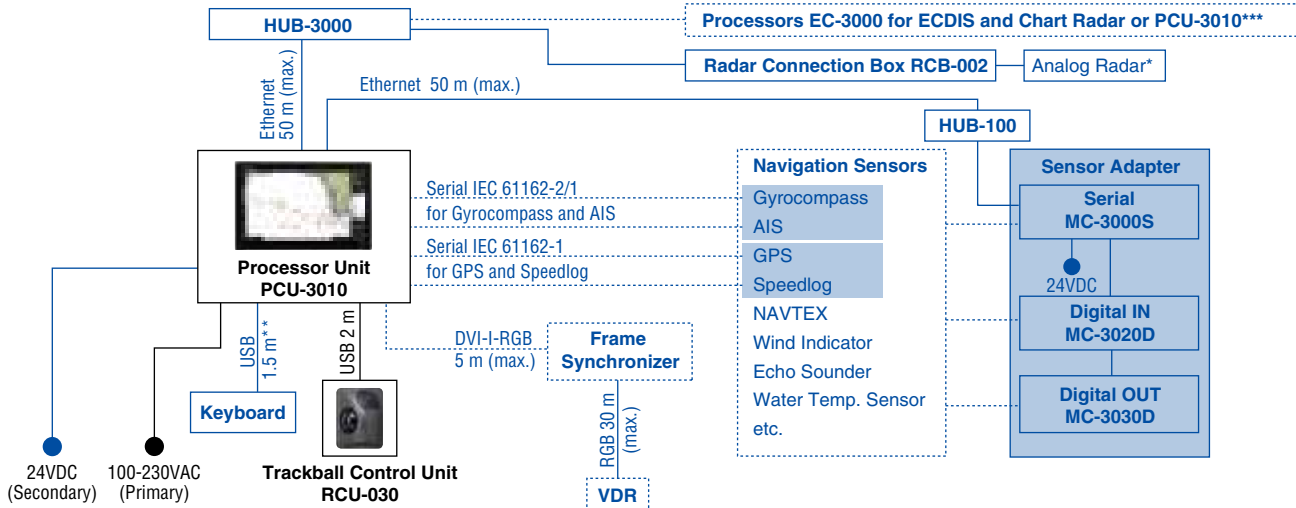 HUB-3000
Processors EC-3000 for ECDIS and Chart Radar or PCU-3010***
Radar Connection Box RCB-002
Analog Radar*
Ethernet
50 m (max.)
Ethernet 50 m (max.)
HUB-100
Processor Unit
PCU-3010
Serial IEC 61162-2/1
for Gyrocompass and AIS
Serial IEC 61162-1
for GPS and Speedlog
Navigation Sensors
Gyrocompass
AIS
GPS
Speedlog
NAVTEX
Wind Indicator
Echo Sounder
Water Temp. Sensor
etc.
Sensor Adapter
Serial
MC-3000S
24VDC
Digital IN
MC-3020D
Digital OUT
MC-3030D
USB
1.5 m**
USB 2 m
DVI-I-RGB
5 m (max.)
Frame
Synchronizer
Keyboard
RGB 30 m
(max.)
24VDC
(Secondary)
100-230VAC
(Primary)
Trackball Control Unit
RCU-030
VDR